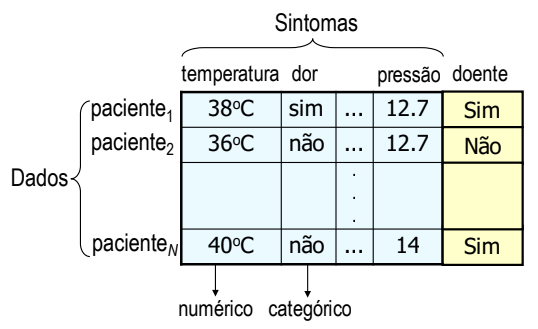 Sintomas
temperatura dor pressão doente
paciente1 38ºC sim ... 12.7 Sim
paciente2 36ºC não ... 12.7 Não
Dados
.
.
.
pacienteN 40ºC não ... 14 Sim
numérico categórico